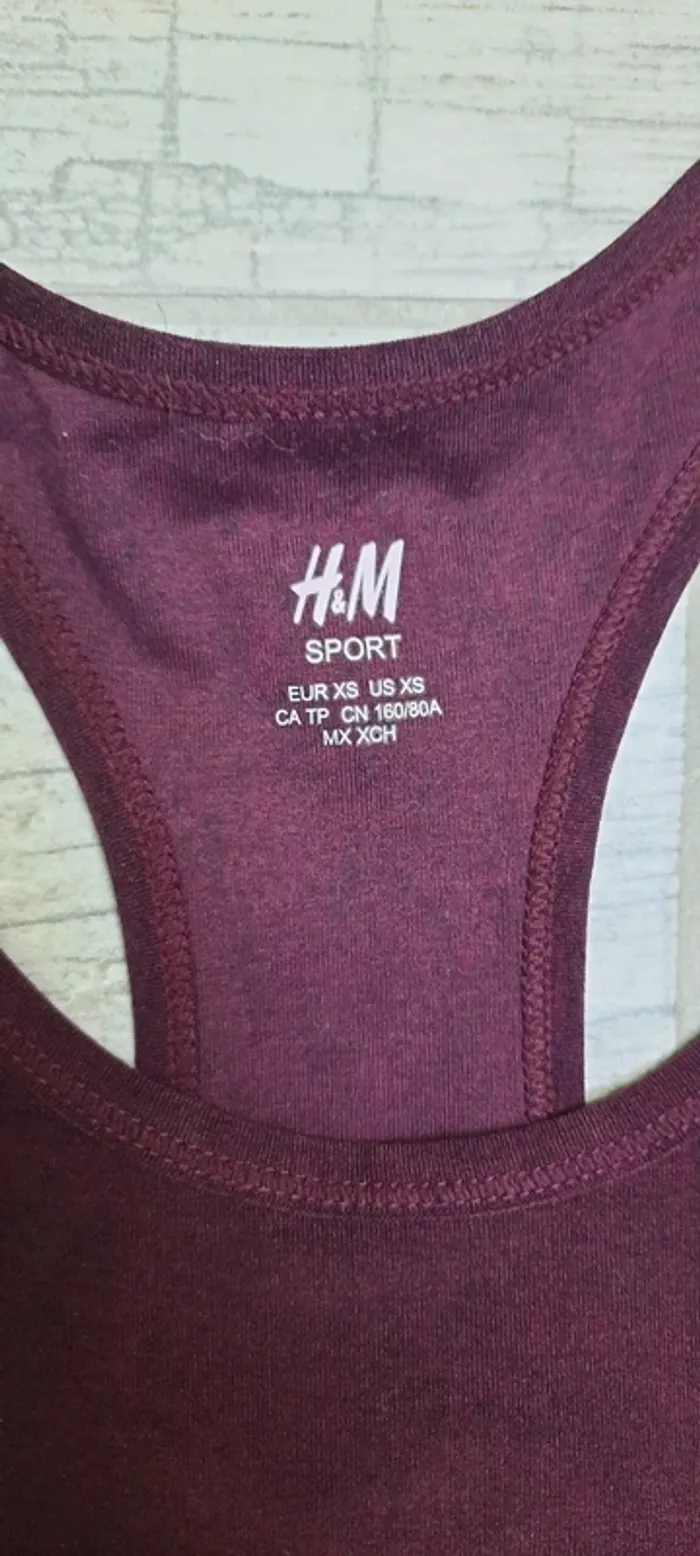 H&M
SPORT
EUR XS US XS
CA TP CN 160/80A
MX XCH